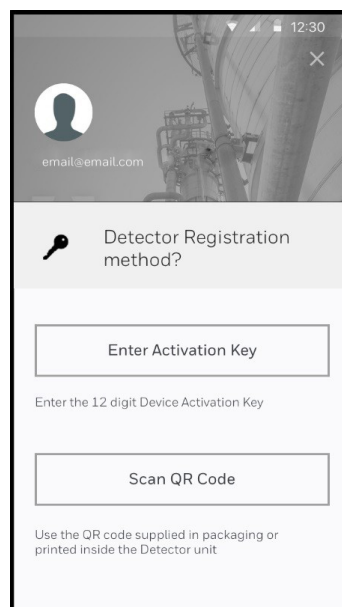 12:30
email@email.com
Detector Registration
method?
Enter Activation Key
Enter the 12 digit Device Activation Key
Scan QR Code
Use the QR code supplied in packaging or
printed inside the Detector unit